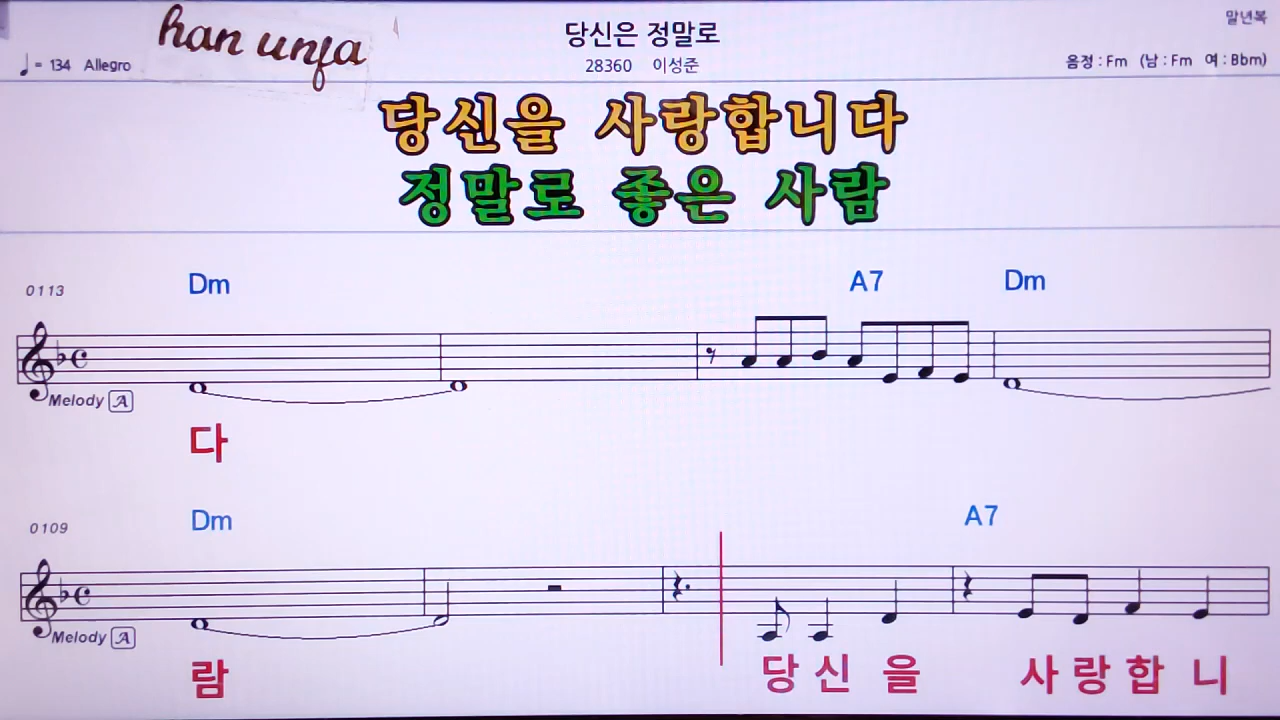 han unfa
당신은 정말로
말년복
♩ = 134 Allegro
28360 이성준
음정 : Fm (남 : Fm 여 : Bbm)
당신을 사랑합니다
정말로 좋은 사람
0113
Dm A7 Dm
Melody A
다
0109
Dm A7
Melody A
람 당 신 을 사 랑 합 니